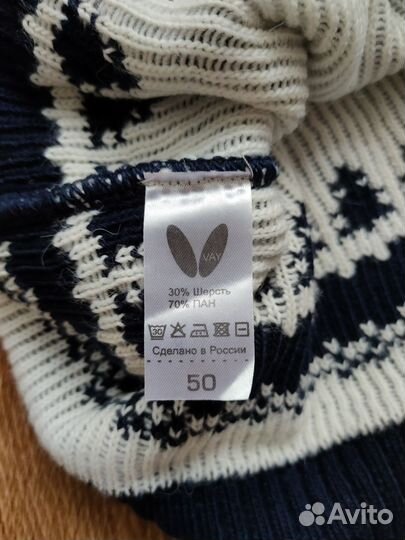 VAY
30% Шерсть
70% ПАН
30
Сделано в России
50
Avito